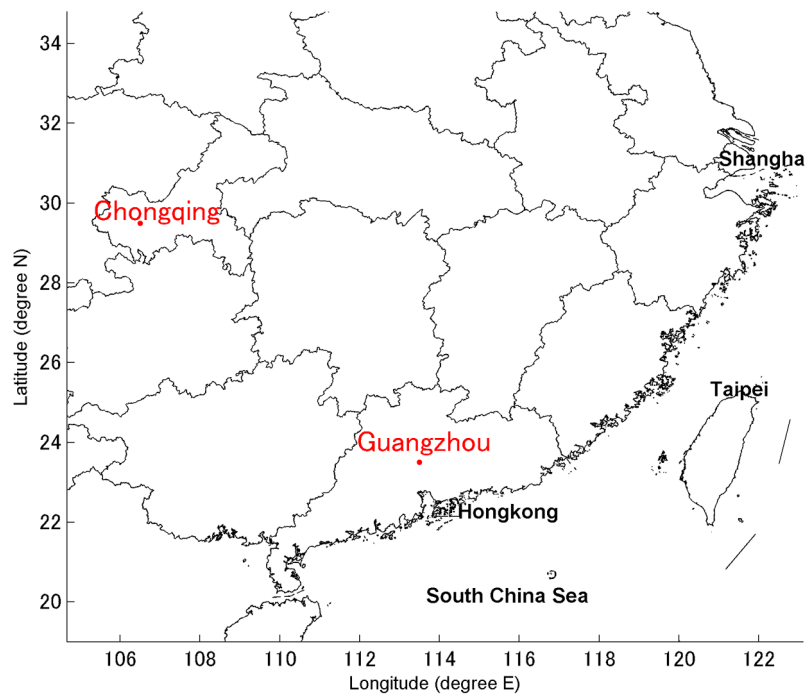 34
32
Shangha
30
Chongqing
28
Latitude (degree N)
26
Taipei
24
Guangzhou
22
Hongkong
South China Sea
20
106 108 110 112 114 116 118 120 122
Longitude (degree E)